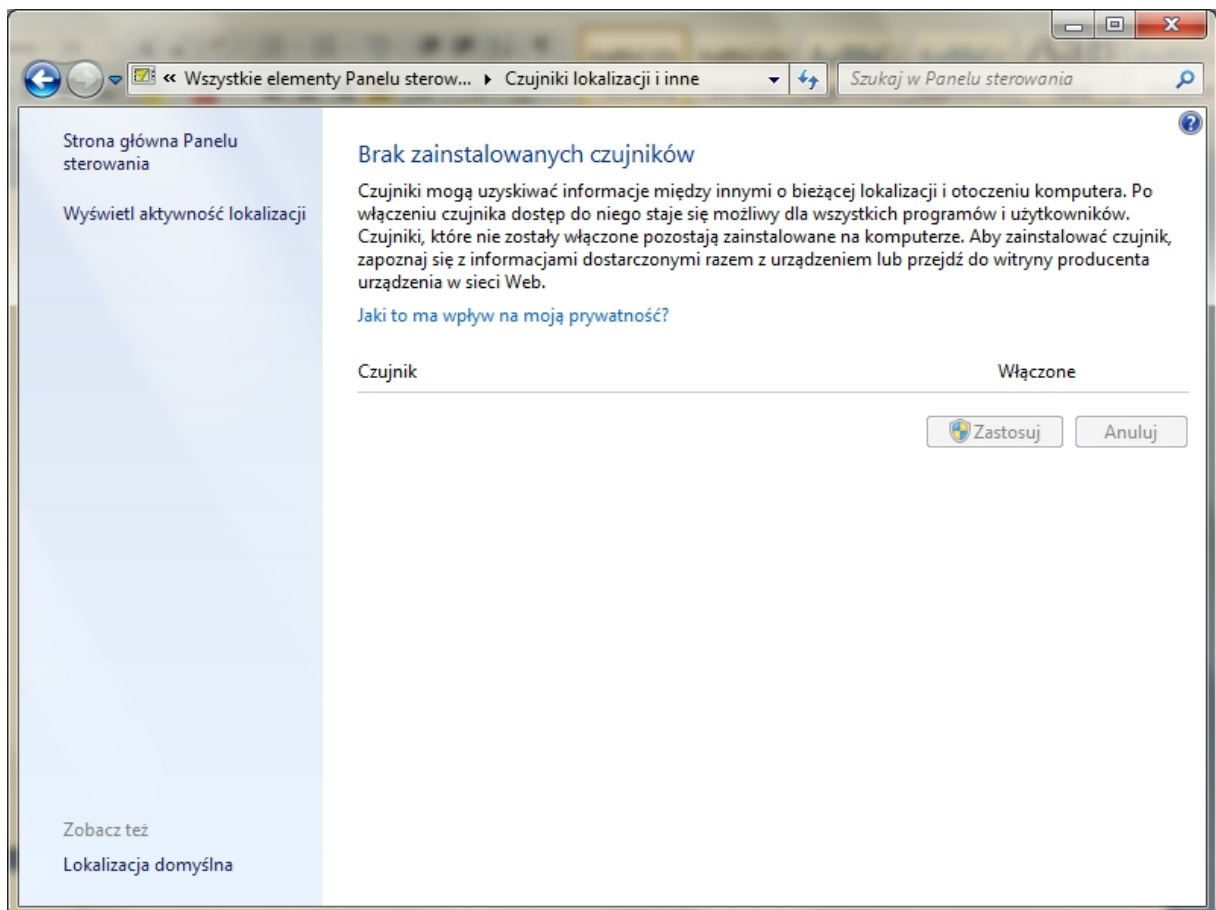 « Wszystkie elementy Panelu sterow... ▸ Czujniki lokalizacji i inne
Szukaj w Panelu sterowania
Strona główna Panelu
sterowania
Wyświetl aktywność lokalizacji
Brak zainstalowanych czujników
Czujniki mogą uzyskiwać informacje między innymi o bieżącej lokalizacji i otoczeniu komputera. Po
włączeniu czujnika dostęp do niego staje się możliwy dla wszystkich programów i użytkowników.
Czujniki, które nie zostały włączone pozostają zainstalowane na komputerze. Aby zainstalować czujnik,
zapoznaj się z informacjami dostarczonymi razem z urządzeniem lub przejdź do witryny producenta
urządzenia w sieci Web.
Jaki to ma wpływ na moją prywatność?
Czujnik Włączone
Zastosuj Anuluj
Zobacz też
Lokalizacja domyślna